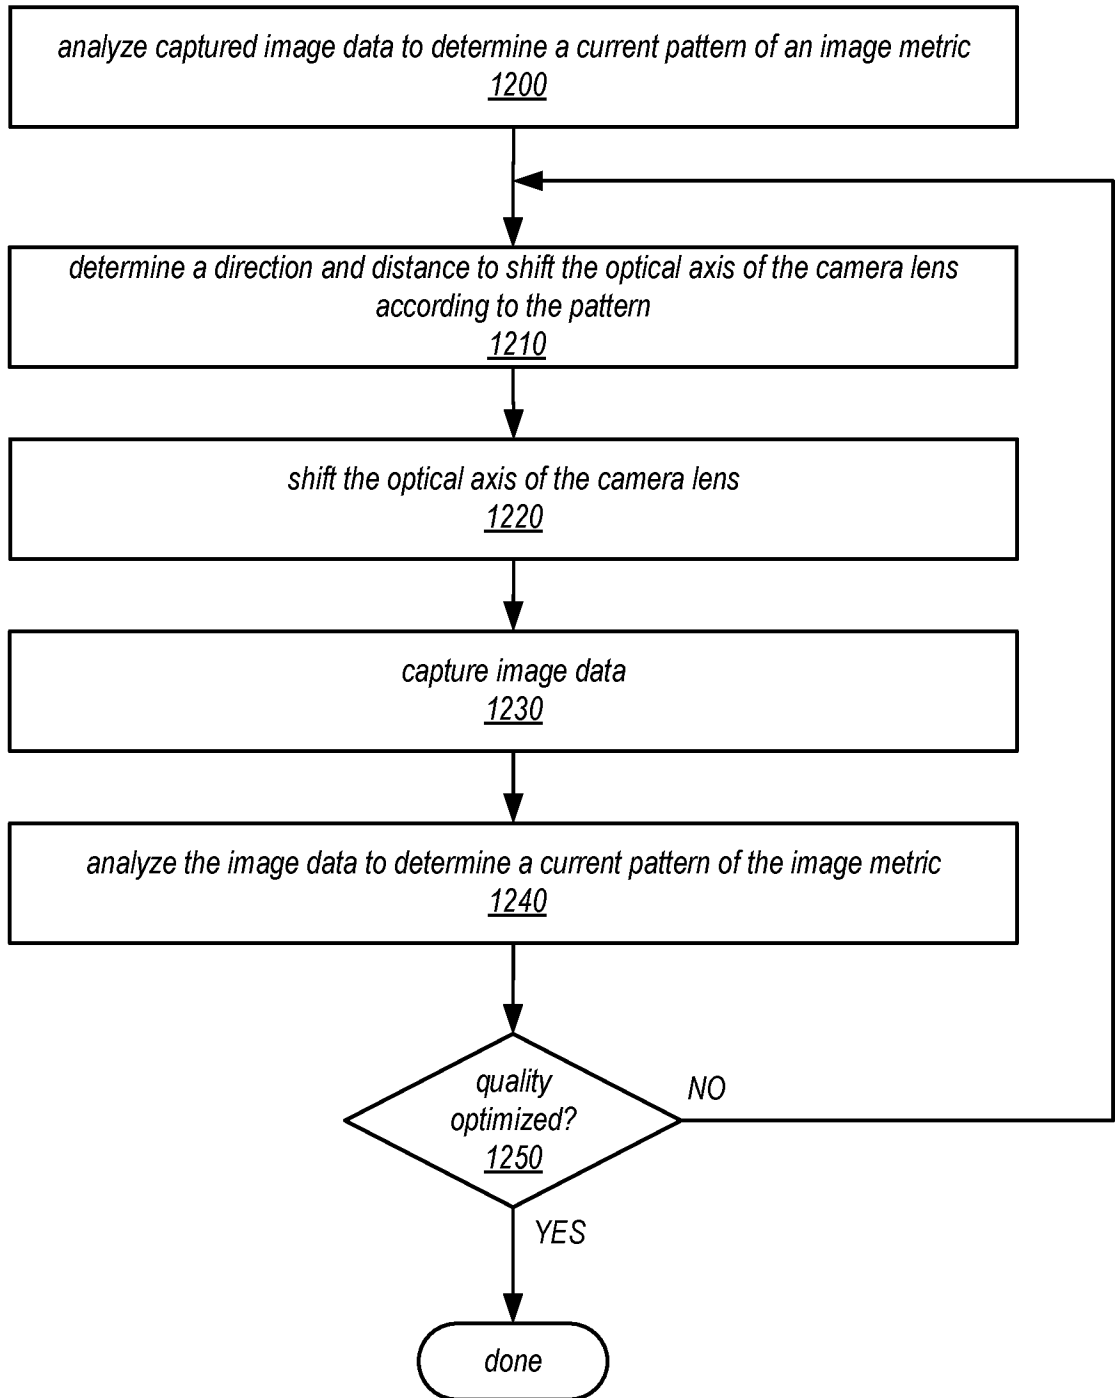 analyze captured image data to determine a current pattern of an image metric
1200
determine a direction and distance to shift the optical axis of the camera lens
according to the pattern
1210
shift the optical axis of the camera lens
1220
capture image data
1230
analyze the image data to determine a current pattern of the image metric
1240
quality
optimized?
1250
NO
YES
done